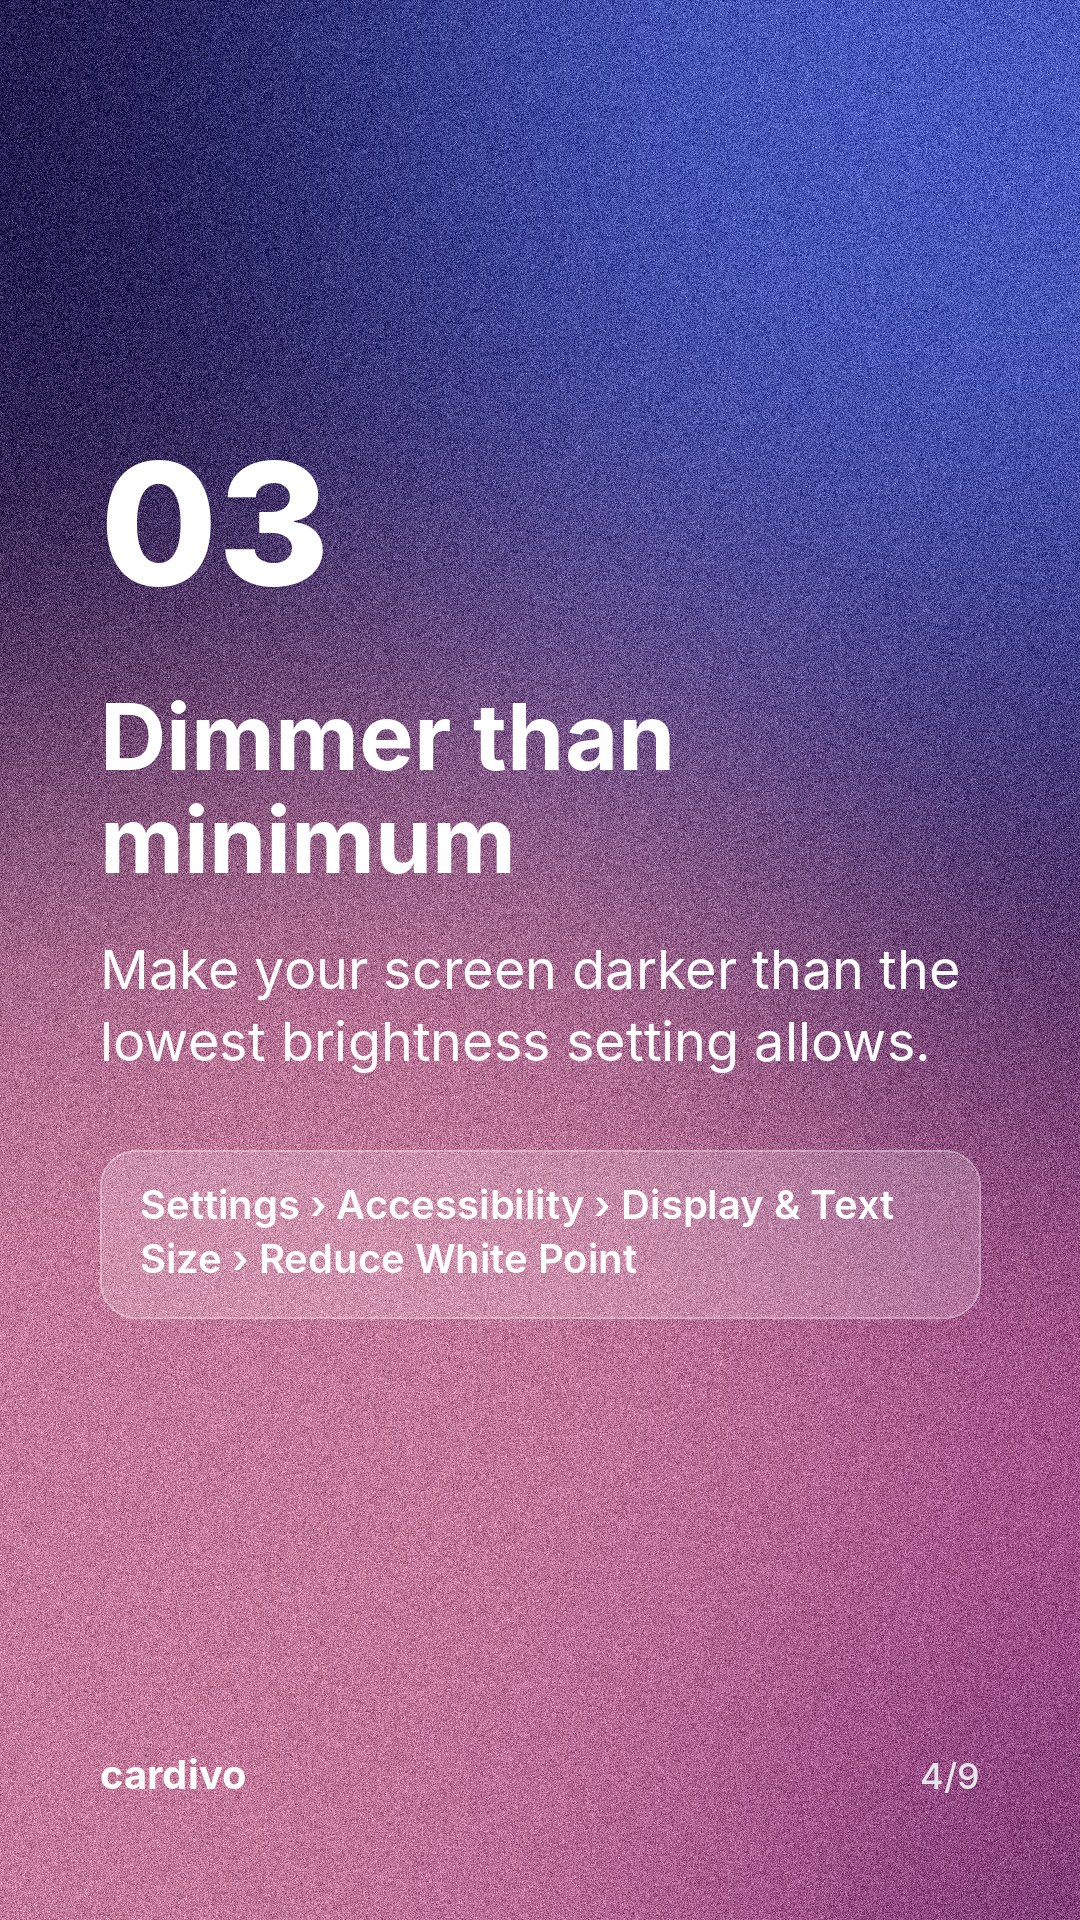 03
Dimmer than
minimum
Make your screen darker than the
lowest brightness setting allows.
Settings › Accessibility › Display & Text
Size › Reduce White Point
cardivo
4/9